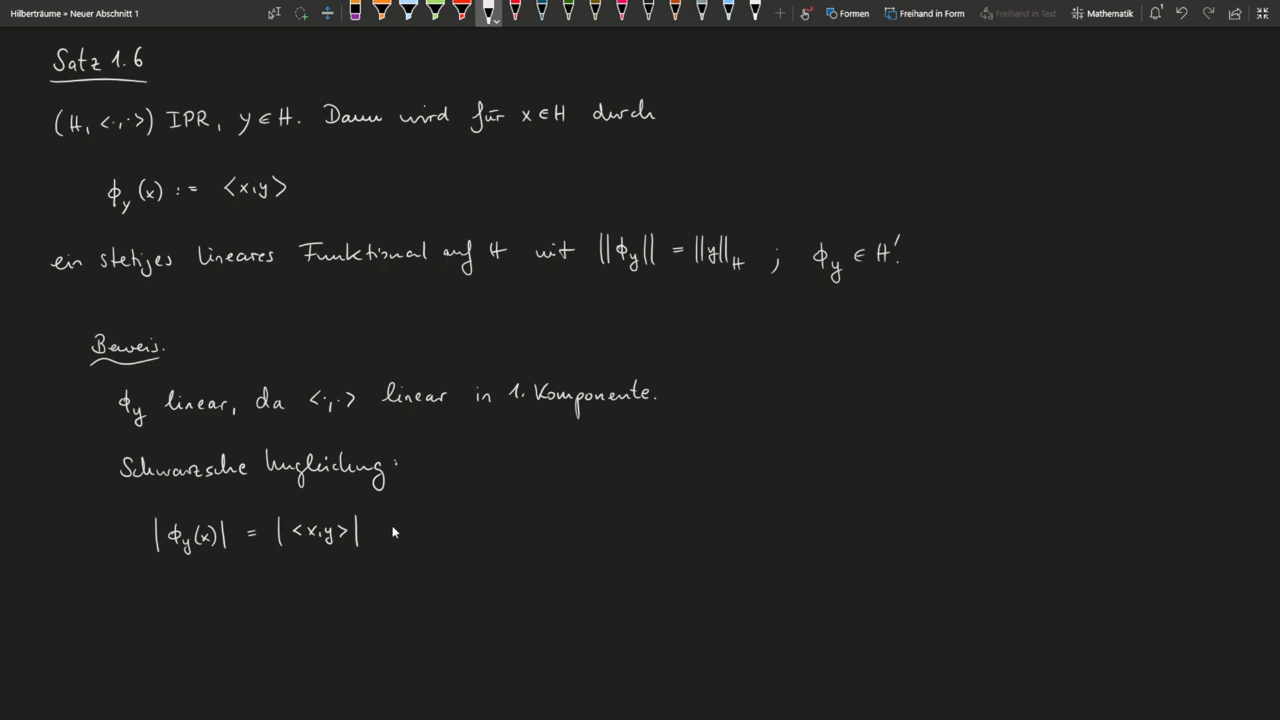 Hilberträume » Neuer Abschnitt 1
Formen Freihand in Form Freihand in Text Mathematik
Satz 1.6
(H, <·,·>) IPR, y ∈ H. Dann wird für x ∈ H durch
ϕ_y (x) := <x,y>
ein stetiges lineares Funktional auf H mit ||ϕ_y|| = ||y||_H ; ϕ_y ∈ H'.
Beweis.
ϕ_y linear, da <·,·> linear in 1. Komponente.
Schwarzsche Ungleichung:
|ϕ_y(x)| = |<x,y>|